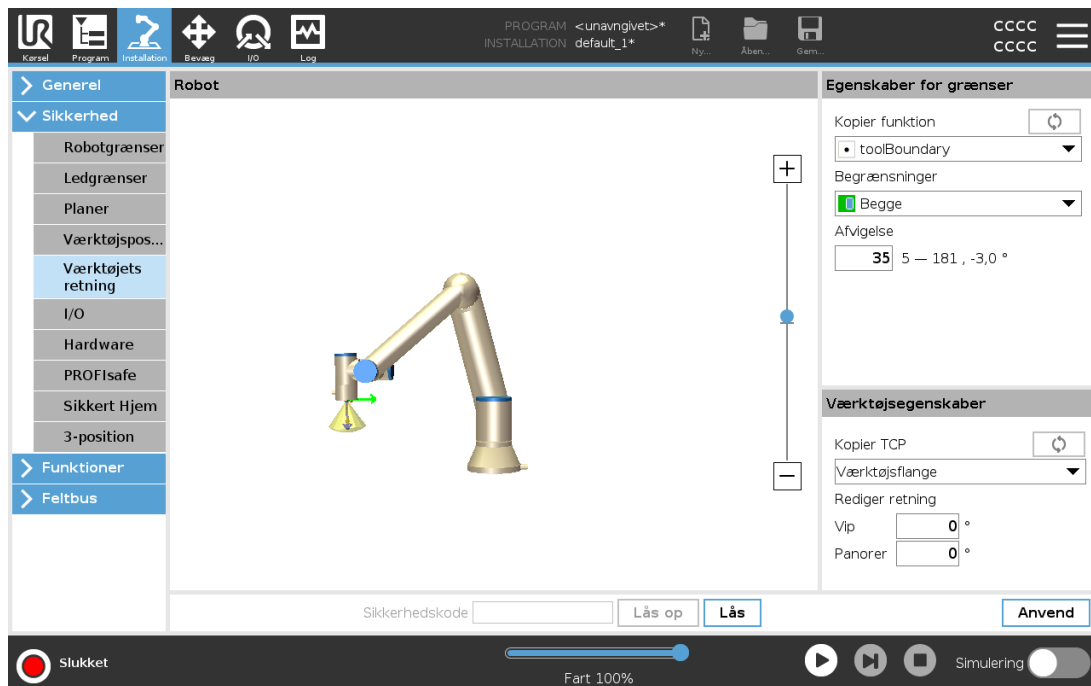 UR
Kørsel
Program
Installation
Bevæg
I/O
Log
PROGRAM <unavngivet>*
INSTALLATION default_1*
Ny...
Åben...
Gem...
CCCC
CCCC
Generel
Sikkerhed
Robotgrænser
Ledgrænser
Planer
Værktøjspos...
Værktøjets
retning
I/O
Hardware
PROFIsafe
Sikkert Hjem
3-position
Funktioner
Feltbus
Robot
Egenskaber for grænser
Kopier funktion
toolBoundary
Begrænsninger
Begge
Afvigelse
35 5 — 181 , -3,0 °
Værktøjsegenskaber
Kopier TCP
Værktøjsflange
Rediger retning
Vip 0 °
Panorer 0 °
Sikkerhedskode Lås op Lås
Anvend
Slukket
Fart 100%
Simulering